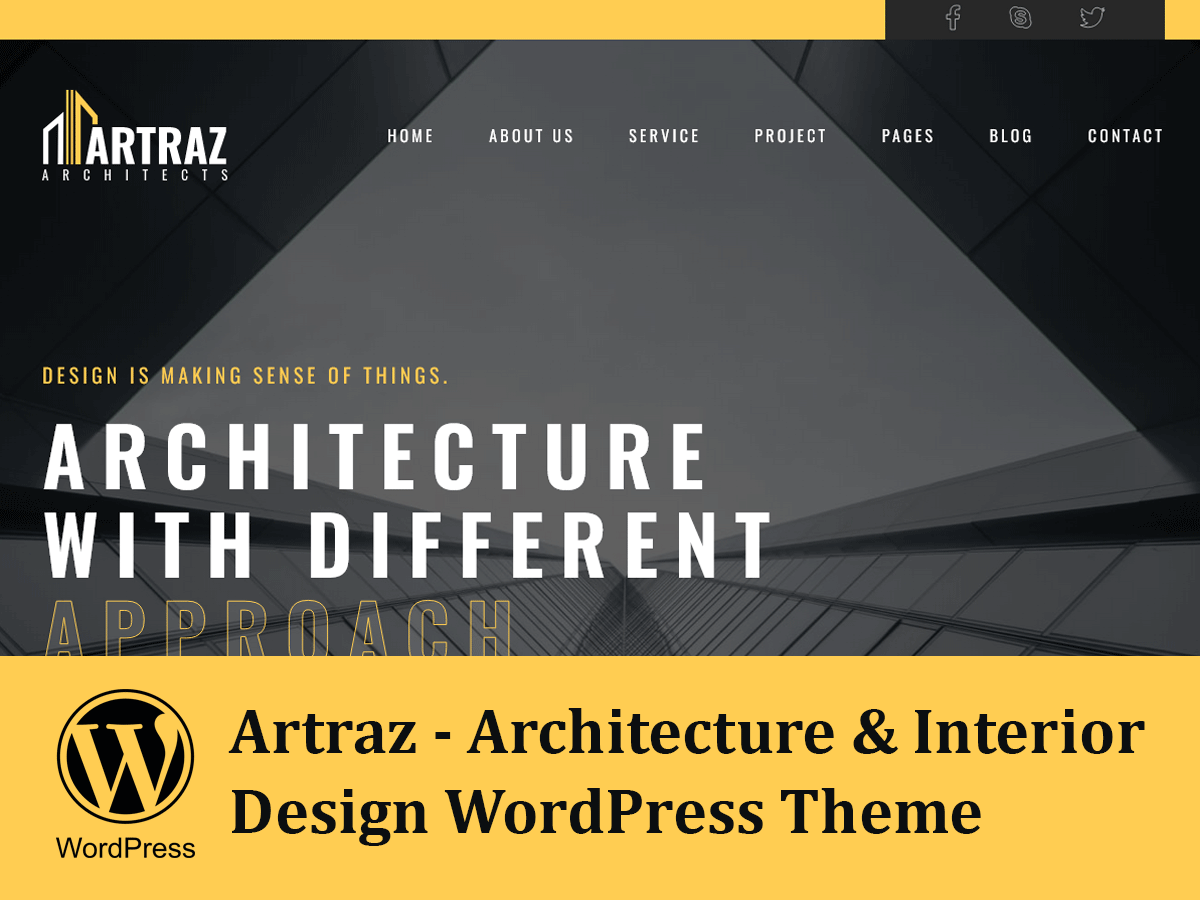 ARTRAZ
ARCHITECTS
HOME ABOUT US SERVICE PROJECT PAGES BLOG CONTACT
DESIGN IS MAKING SENSE OF THINGS.
ARCHITECTURE
WITH DIFFERENT
APPROACH
Artraz - Architecture & Interior
Design WordPress Theme
WordPress